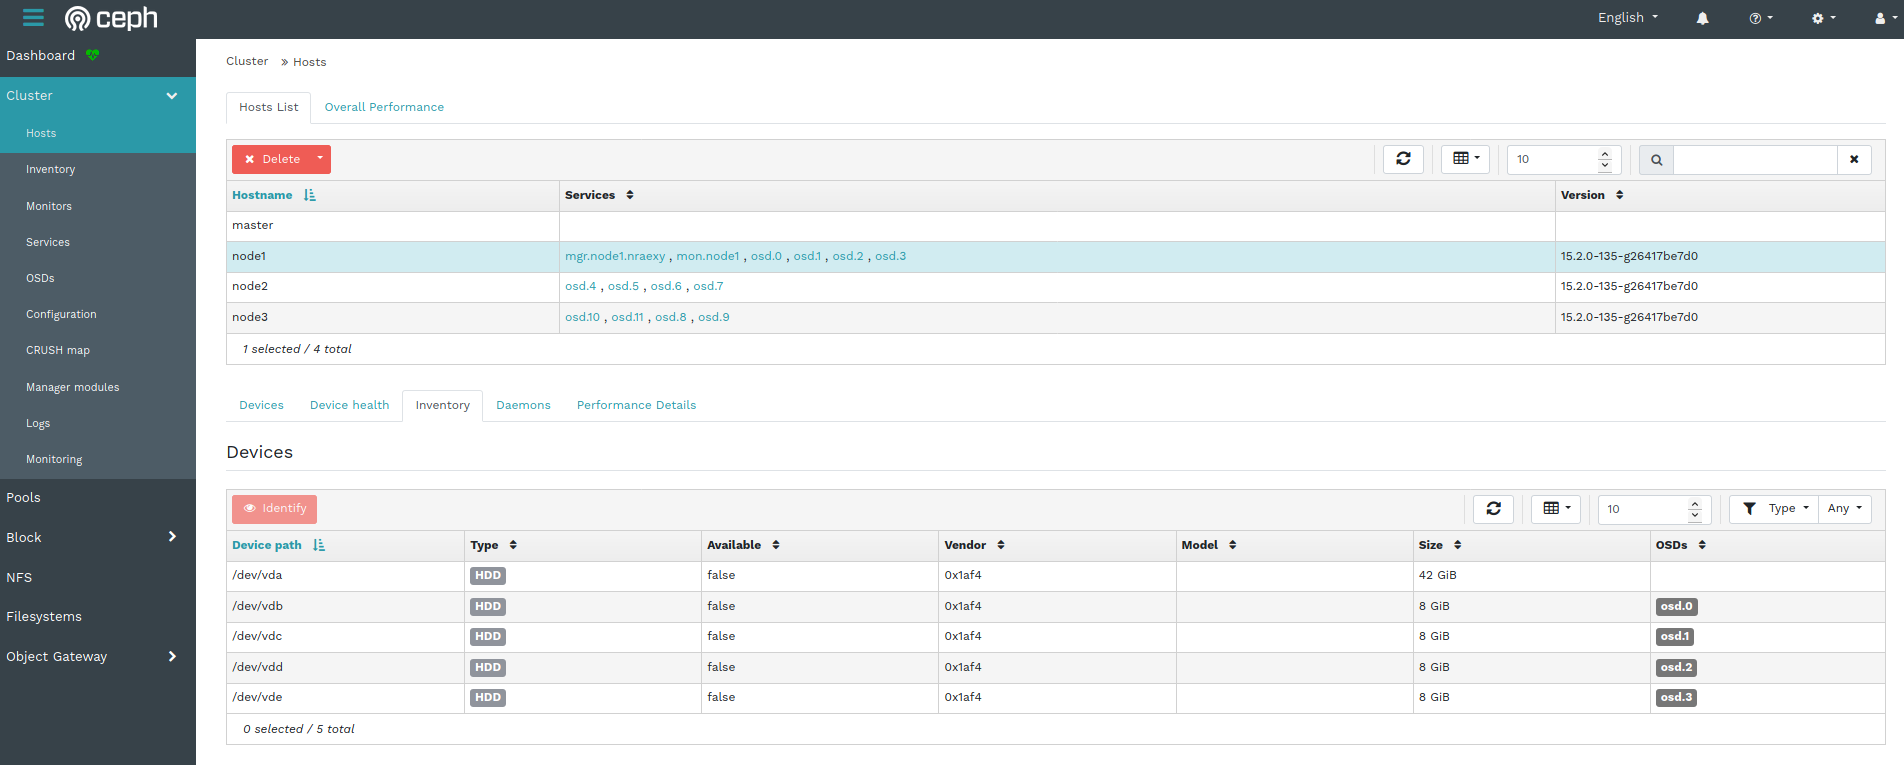 ceph
English
Dashboard
Cluster
Hosts
Inventory
Monitors
Services
OSDs
Configuration
CRUSH map
Manager modules
Logs
Monitoring
Pools
Block
NFS
Filesystems
Object Gateway
Cluster » Hosts
Hosts List Overall Performance
Delete 10
Hostname Services Version
master
node1 mgr.node1.nraexy , mon.node1 , osd.0 , osd.1 , osd.2 , osd.3 15.2.0-135-g26417be7d0
node2 osd.4 , osd.5 , osd.6 , osd.7 15.2.0-135-g26417be7d0
node3 osd.10 , osd.11 , osd.8 , osd.9 15.2.0-135-g26417be7d0
1 selected / 4 total
Devices Device health Inventory Daemons Performance Details
Devices
Identify 10 Type Any
Device path Type Available Vendor Model Size OSDs
/dev/vda HDD false 0x1af4 42 GiB
/dev/vdb HDD false 0x1af4 8 GiB osd.0
/dev/vdc HDD false 0x1af4 8 GiB osd.1
/dev/vdd HDD false 0x1af4 8 GiB osd.2
/dev/vde HDD false 0x1af4 8 GiB osd.3
0 selected / 5 total